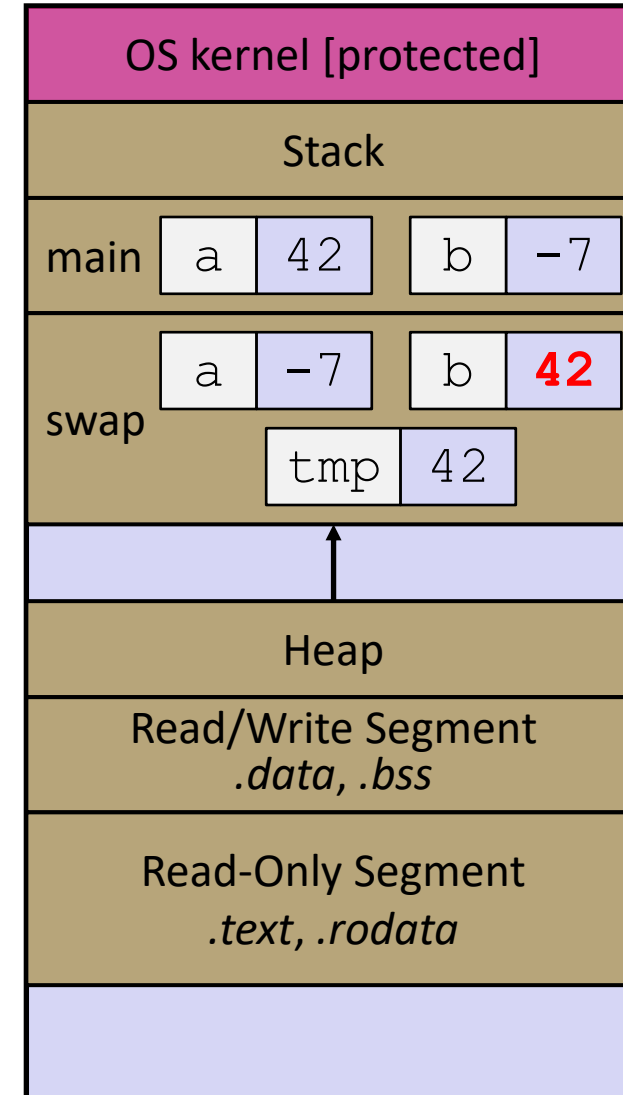 OS kernel [protected]
Stack
main a 42 b -7
a -7 b 42
swap
tmp 42
Heap
Read/Write Segment
.data, .bss
Read-Only Segment
.text, .rodata